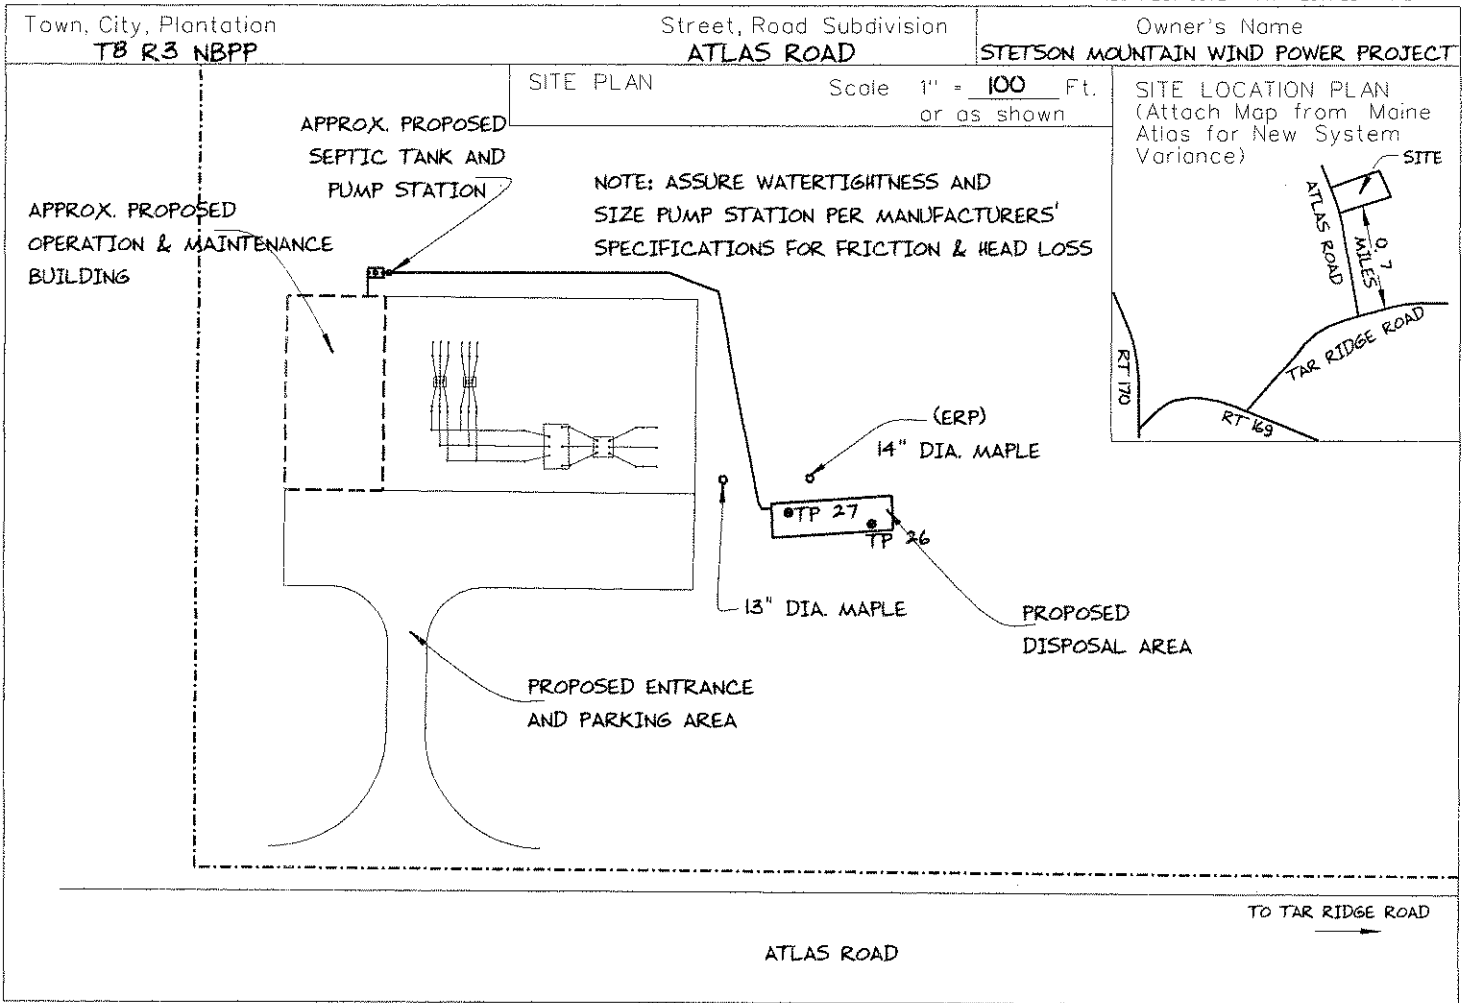 Town, City, Plantation
T8 R3 NBPP
Street, Road Subdivision
ATLAS ROAD
Owner's Name
STETSON MOUNTAIN WIND POWER PROJECT
SITE PLAN
Scale 1" = 100 Ft.
or as shown
SITE LOCATION PLAN
(Attach Map from Maine
Atlas for New System
Variance)
SITE
ATLAS ROAD
0.7
MILES
TAR RIDGE ROAD
RT 170
RT 169
APPROX. PROPOSED
SEPTIC TANK AND
PUMP STATION
NOTE: ASSURE WATERTIGHTNESS AND
SIZE PUMP STATION PER MANUFACTURERS'
SPECIFICATIONS FOR FRICTION & HEAD LOSS
APPROX. PROPOSED
OPERATION & MAINTENANCE
BUILDING
(ERP)
14" DIA. MAPLE
TP 27
TP 26
13" DIA. MAPLE
PROPOSED
DISPOSAL AREA
PROPOSED ENTRANCE
AND PARKING AREA
TO TAR RIDGE ROAD
ATLAS ROAD